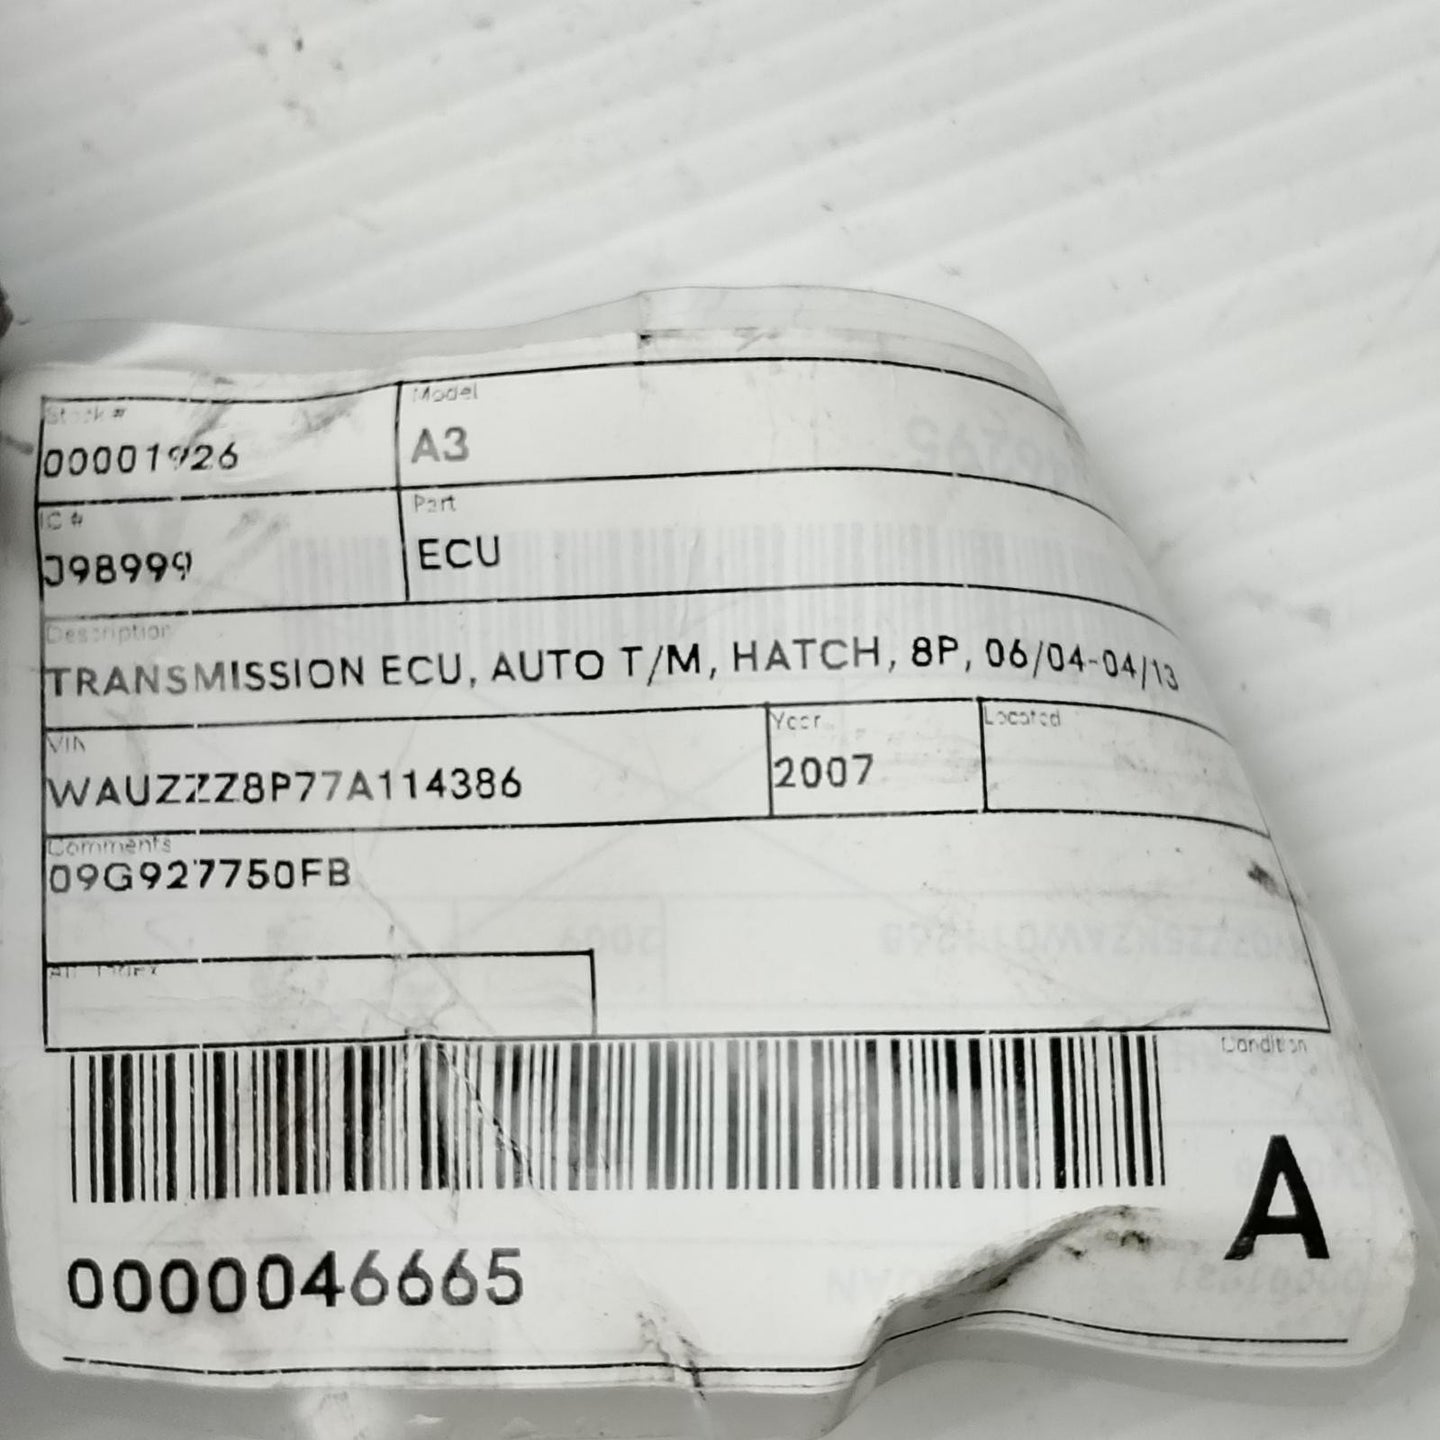 Stock #
Model
00001926
A3
IC #
Part
J98999
ECU
Description
TRANSMISSION ECU, AUTO T/M, HATCH, 8P, 06/04-04/13
VIN
Year
Located
WAUZZZ8P77A114386
2007
Comments
09G927750FB
Condition
A
0000046665